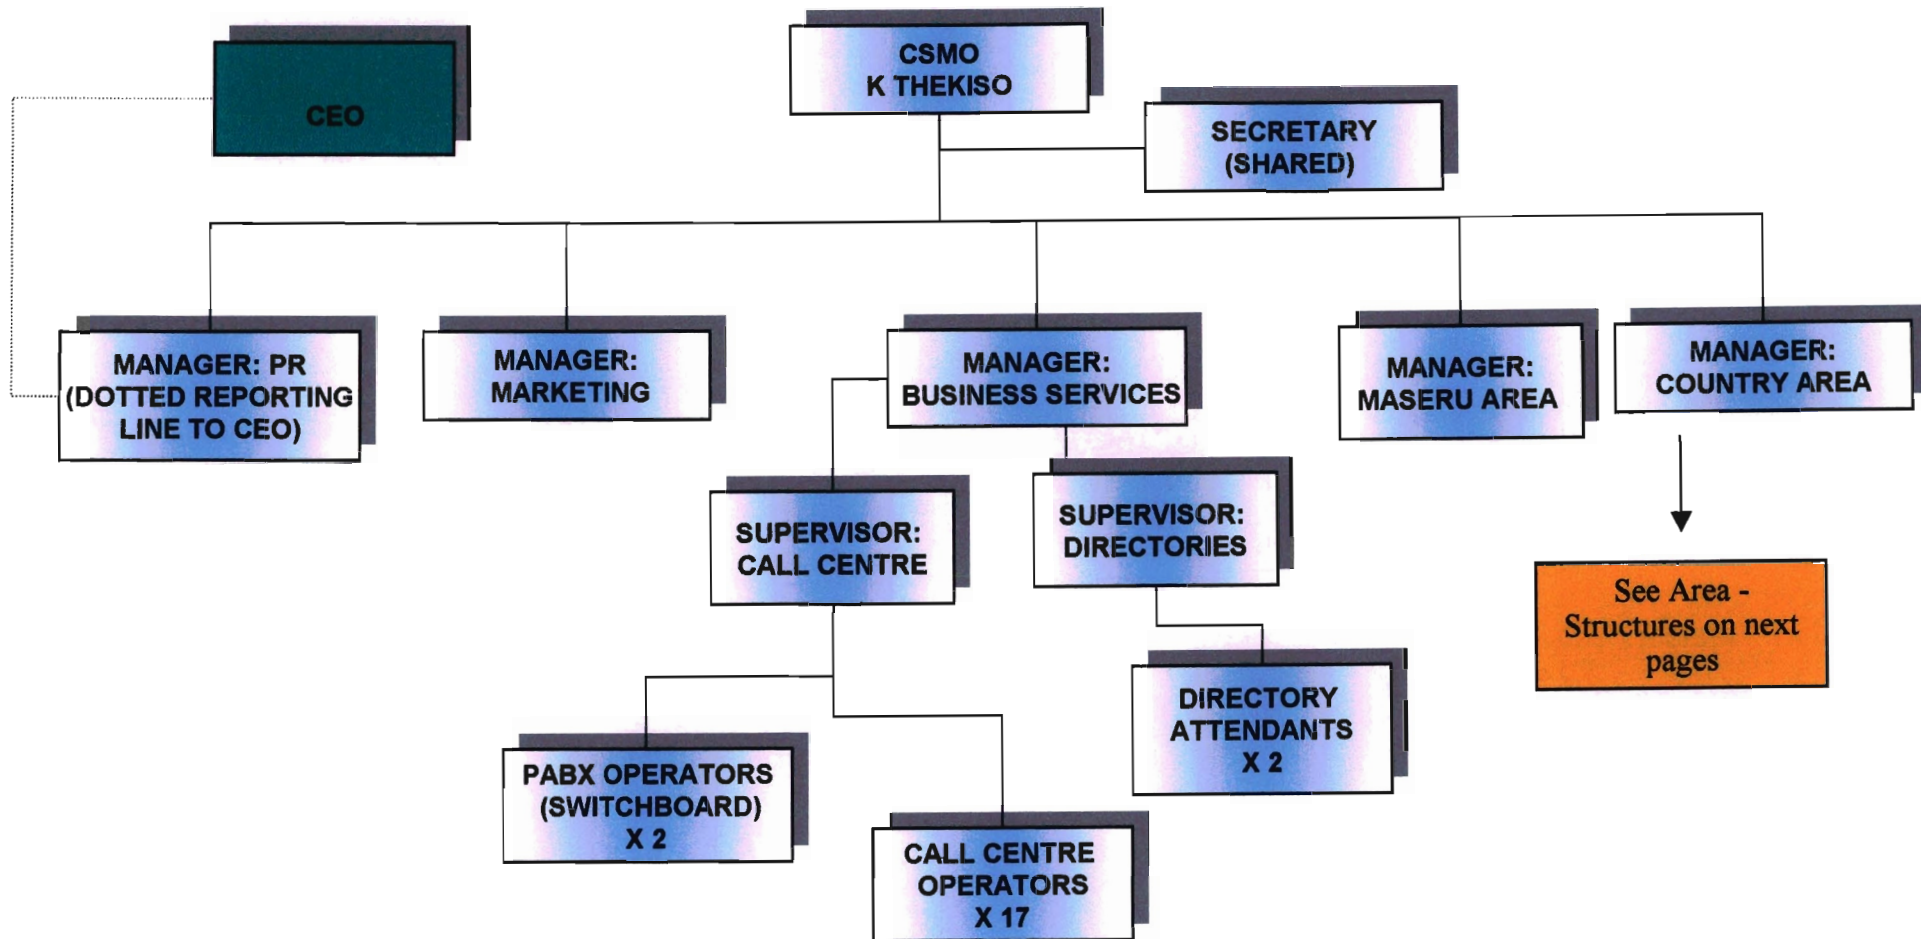 CEO
CSMO
K THEKISO
SECRETARY
(SHARED)
MANAGER: PR
(DOTTED REPORTING
LINE TO CEO)
MANAGER:
MARKETING
MANAGER:
BUSINESS SERVICES
MANAGER:
MASERU AREA
MANAGER:
COUNTRY AREA
SUPERVISOR:
CALL CENTRE
SUPERVISOR:
DIRECTORIES
See Area -
Structures on next
pages
PABX OPERATORS
(SWITCHBOARD)
X 2
CALL CENTRE
OPERATORS
X 17
DIRECTORY
ATTENDANTS
X 2